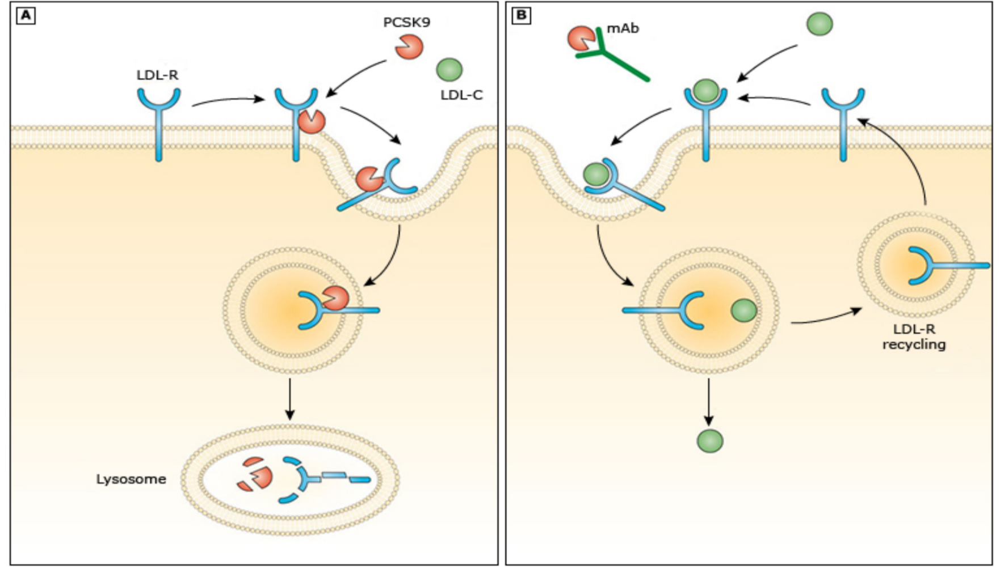 A
PCSK9
LDL-R
LDL-C
Lysosome
B
mAb
LDL-R
recycling